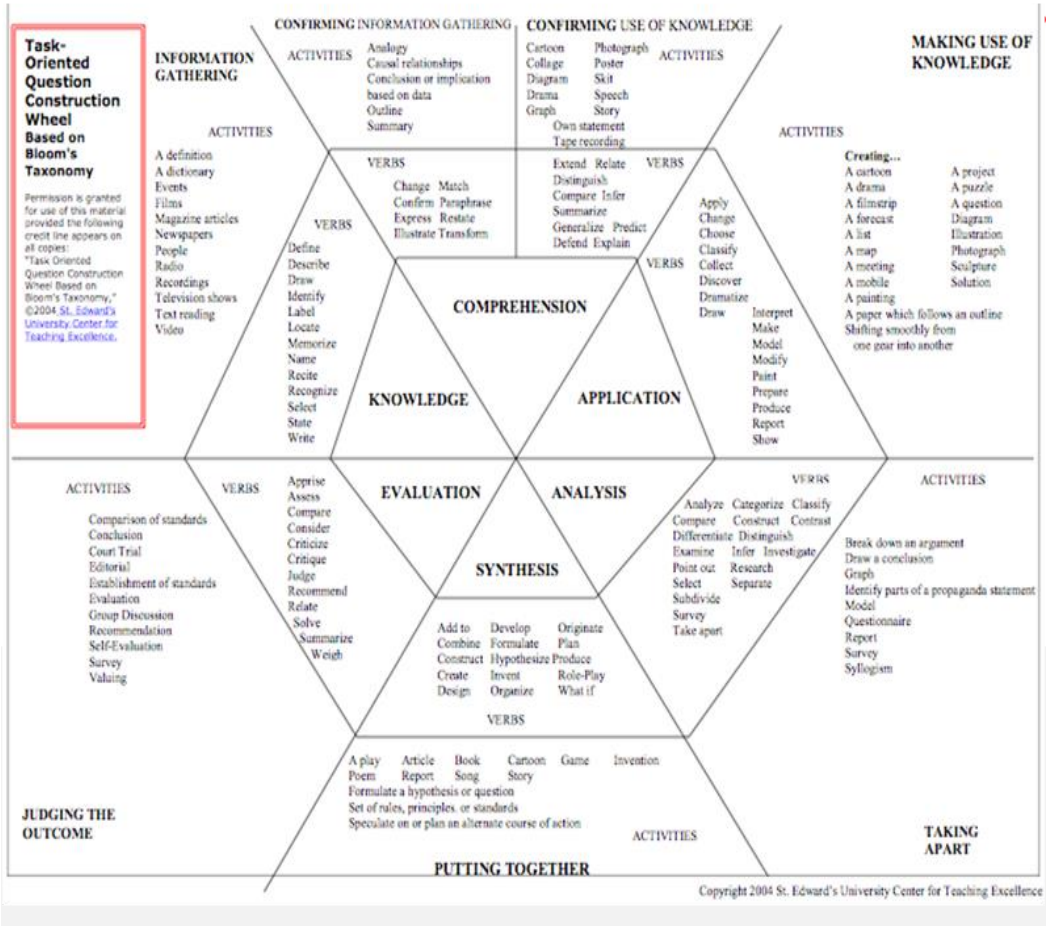 Task-
Oriented
Question
Construction
Wheel
Based on
Bloom's
Taxonomy
Permission is granted
for use of this material
provided the following
credit line appears on
all copies:
"Task Oriented
Question Construction
Wheel Based on
Bloom's Taxonomy,"
©2004 St. Edward's
University Center for
Teaching Excellence.
INFORMATION
GATHERING
ACTIVITIES
A definition
A dictionary
Events
Films
Magazine articles
Newspapers
People
Radio
Recordings
Television shows
Text reading
Video
VERBS
Define
Describe
Draw
Identify
Label
Locate
Memorize
Name
Recite
Recognize
Select
State
Write
KNOWLEDGE
CONFIRMING INFORMATION GATHERING
ACTIVITIES
Analogy
Causal relationships
Conclusion or implication
based on data
Outline
Summary
VERBS
Change Match
Confirm Paraphrase
Express Restate
Illustrate Transform
CONFIRMING USE OF KNOWLEDGE
ACTIVITIES
Cartoon Photograph
Collage Poster
Diagram Skit
Drama Speech
Graph Story
Own statement
Tape recording
VERBS
Extend Relate
Distinguish
Compare Infer
Summarize
Generalize Predict
Defend Explain
COMPREHENSION
MAKING USE OF
KNOWLEDGE
ACTIVITIES
Creating...
A cartoon A project
A drama A puzzle
A filmstrip A question
A forecast Diagram
A list Illustration
A map Photograph
A meeting Sculpture
A mobile Solution
A painting
A paper which follows an outline
Shifting smoothly from
one gear into another
VERBS
Apply
Change
Choose
Classify
Collect
Discover
Dramatize
Draw Interpret
Make
Model
Modify
Paint
Prepare
Produce
Report
Show
APPLICATION
ACTIVITIES
Comparison of standards
Conclusion
Court Trial
Editorial
Establishment of standards
Evaluation
Group Discussion
Recommendation
Self-Evaluation
Survey
Valuing
VERBS
Apprise
Assess
Compare
Consider
Criticize
Critique
Judge
Recommend
Relate
Solve
Summarize
Weigh
EVALUATION
JUDGING THE
OUTCOME
ANALYSIS
VERBS
Analyze Categorize Classify
Compare Construct Contrast
Differentiate Distinguish
Examine Infer Investigate
Point out Research
Select Separate
Subdivide
Survey
Take apart
ACTIVITIES
Break down an argument
Draw a conclusion
Graph
Identify parts of a propaganda statement
Model
Questionnaire
Report
Survey
Syllogism
TAKING
APART
SYNTHESIS
Add to Develop Originate
Combine Formulate Plan
Construct Hypothesize Produce
Create Invent Role-Play
Design Organize What if
VERBS
A play Article Book Cartoon Game Invention
Poem Report Song Story
Formulate a hypothesis or question
Set of rules, principles, or standards
Speculate on or plan an alternate course of action
ACTIVITIES
PUTTING TOGETHER
Copyright 2004 St. Edward's University Center for Teaching Excellence